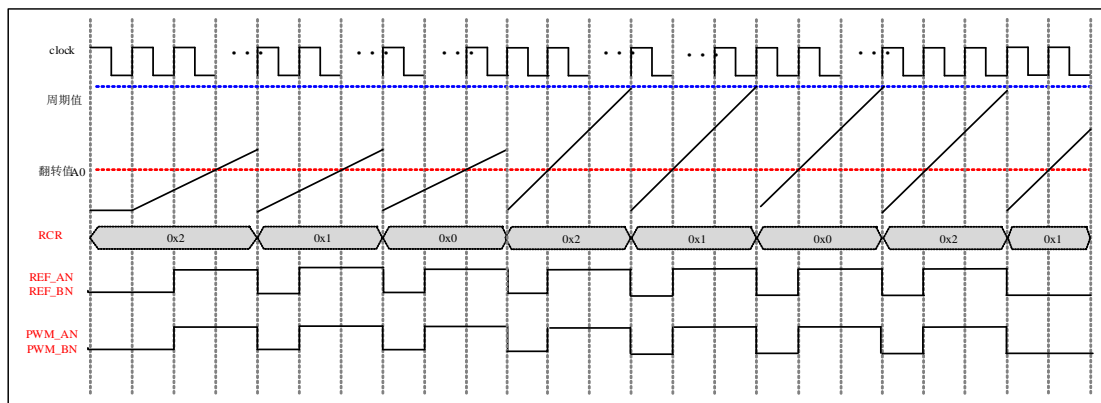 clock
周期值
翻转值A0
RCR 0x2 0x1 0x0 0x2 0x1 0x0 0x2 0x1
REF_AN
REF_BN
PWM_AN
PWM_BN